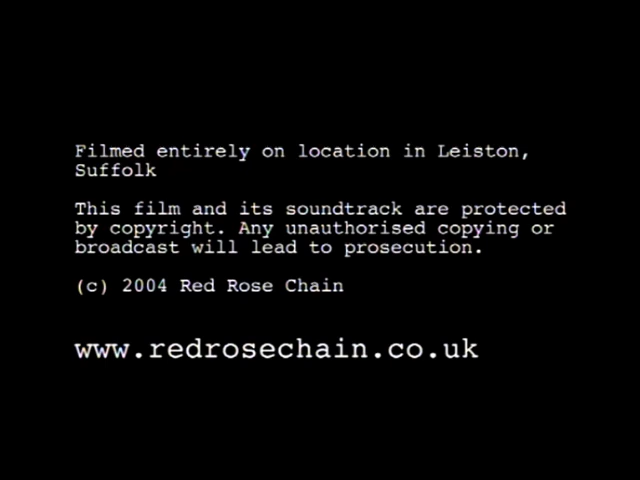 Filmed entirely on location in Leiston,
Suffolk
This film and its soundtrack are protected
by copyright. Any unauthorised copying or
broadcast will lead to prosecution.
(c) 2004 Red Rose Chain
www.redrosechain.co.uk